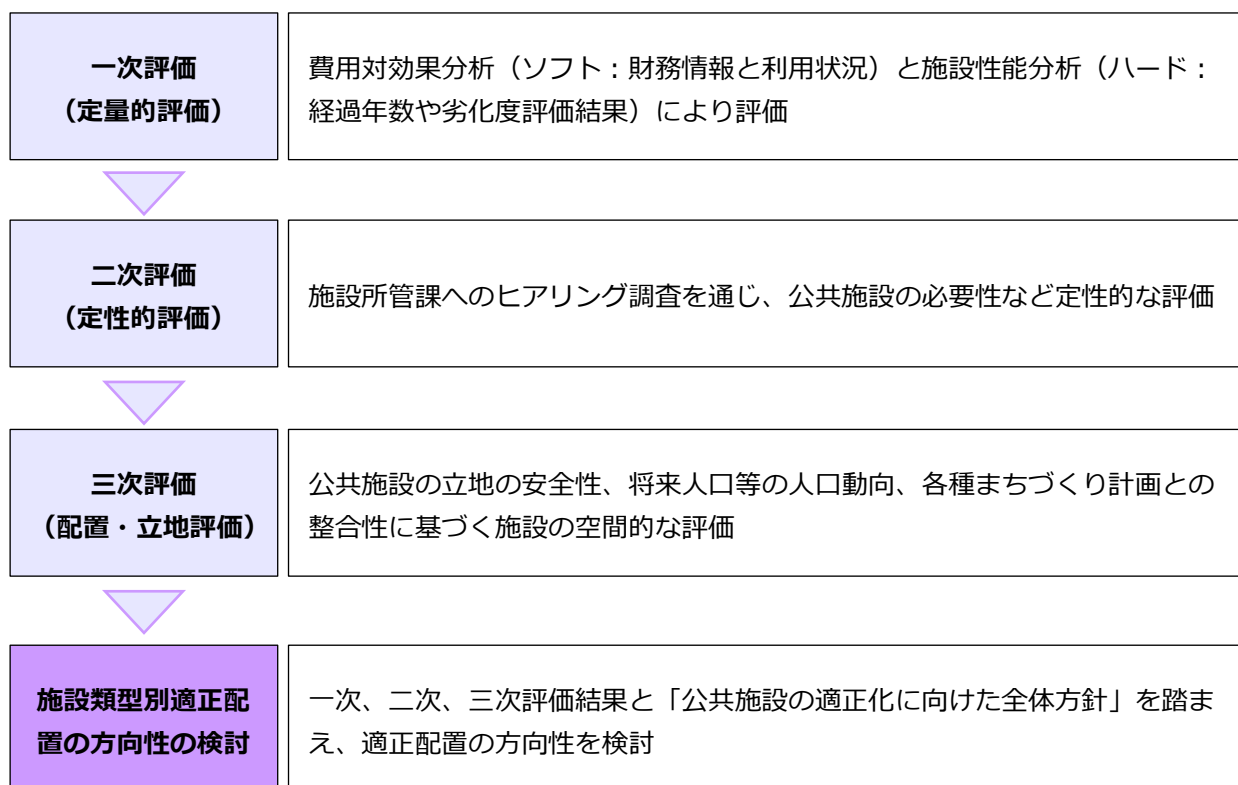 一次評価
（定量的評価）
費用対効果分析（ソフト：財務情報と利用状況）と施設性能分析（ハード：
経過年数や劣化度評価結果）により評価
二次評価
（定性的評価）
施設所管課へのヒアリング調査を通じ、公共施設の必要性など定性的な評価
三次評価
（配置・立地評価）
公共施設の立地の安全性、将来人口等の人口動向、各種まちづくり計画との
整合性に基づく施設の空間的な評価
施設類型別適正配
置の方向性の検討
一次、二次、三次評価結果と「公共施設の適正化に向けた全体方針」を踏ま
え、適正配置の方向性を検討